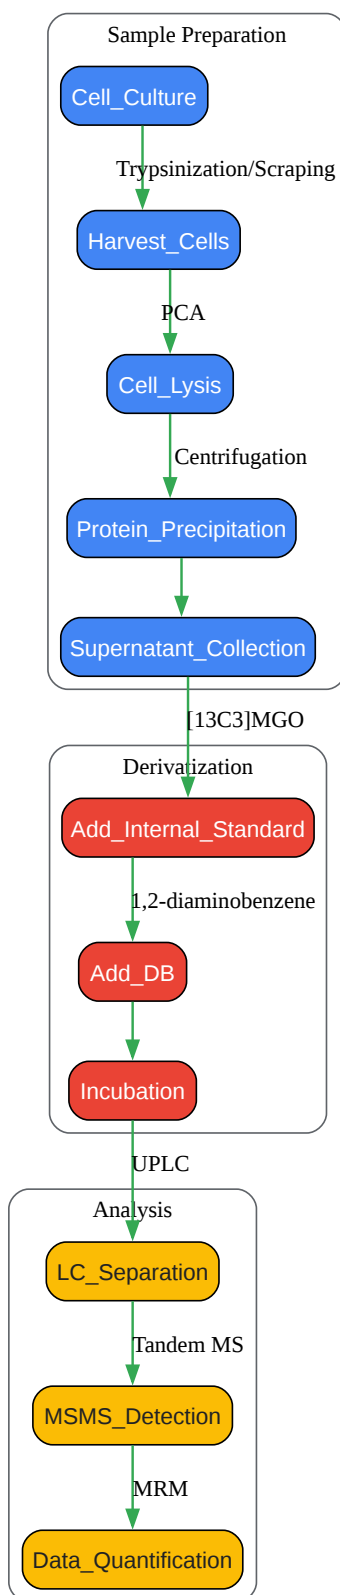 Sample Preparation
Cell_Culture
Trypsinization/Scraping
Harvest_Cells
PCA
Cell_Lysis
Centrifugation
Protein_Precipitation
Supernatant_Collection
[13C3]MGO
Derivatization
Add_Internal_Standard
1,2-diaminobenzene
Add_DB
Incubation
UPLC
Analysis
LC_Separation
Tandem MS
MSMS_Detection
MRM
Data_Quantification